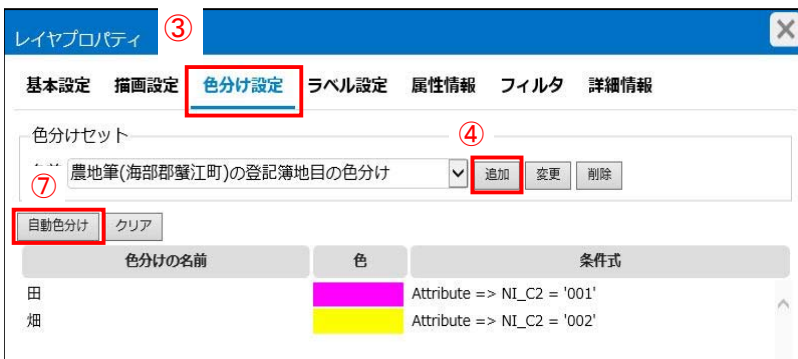 レイヤプロパティ ③
基本設定 描画設定 色分け設定 ラベル設定 属性情報 フィルタ 詳細情報
色分けセット ④
農地筆(海部郡蟹江町)の登記簿地目の色分け 追加 変更 削除
⑦
自動色分け クリア
色分けの名前 色 条件式
田 Attribute => NI_C2 = '001'
畑 Attribute => NI_C2 = '002'